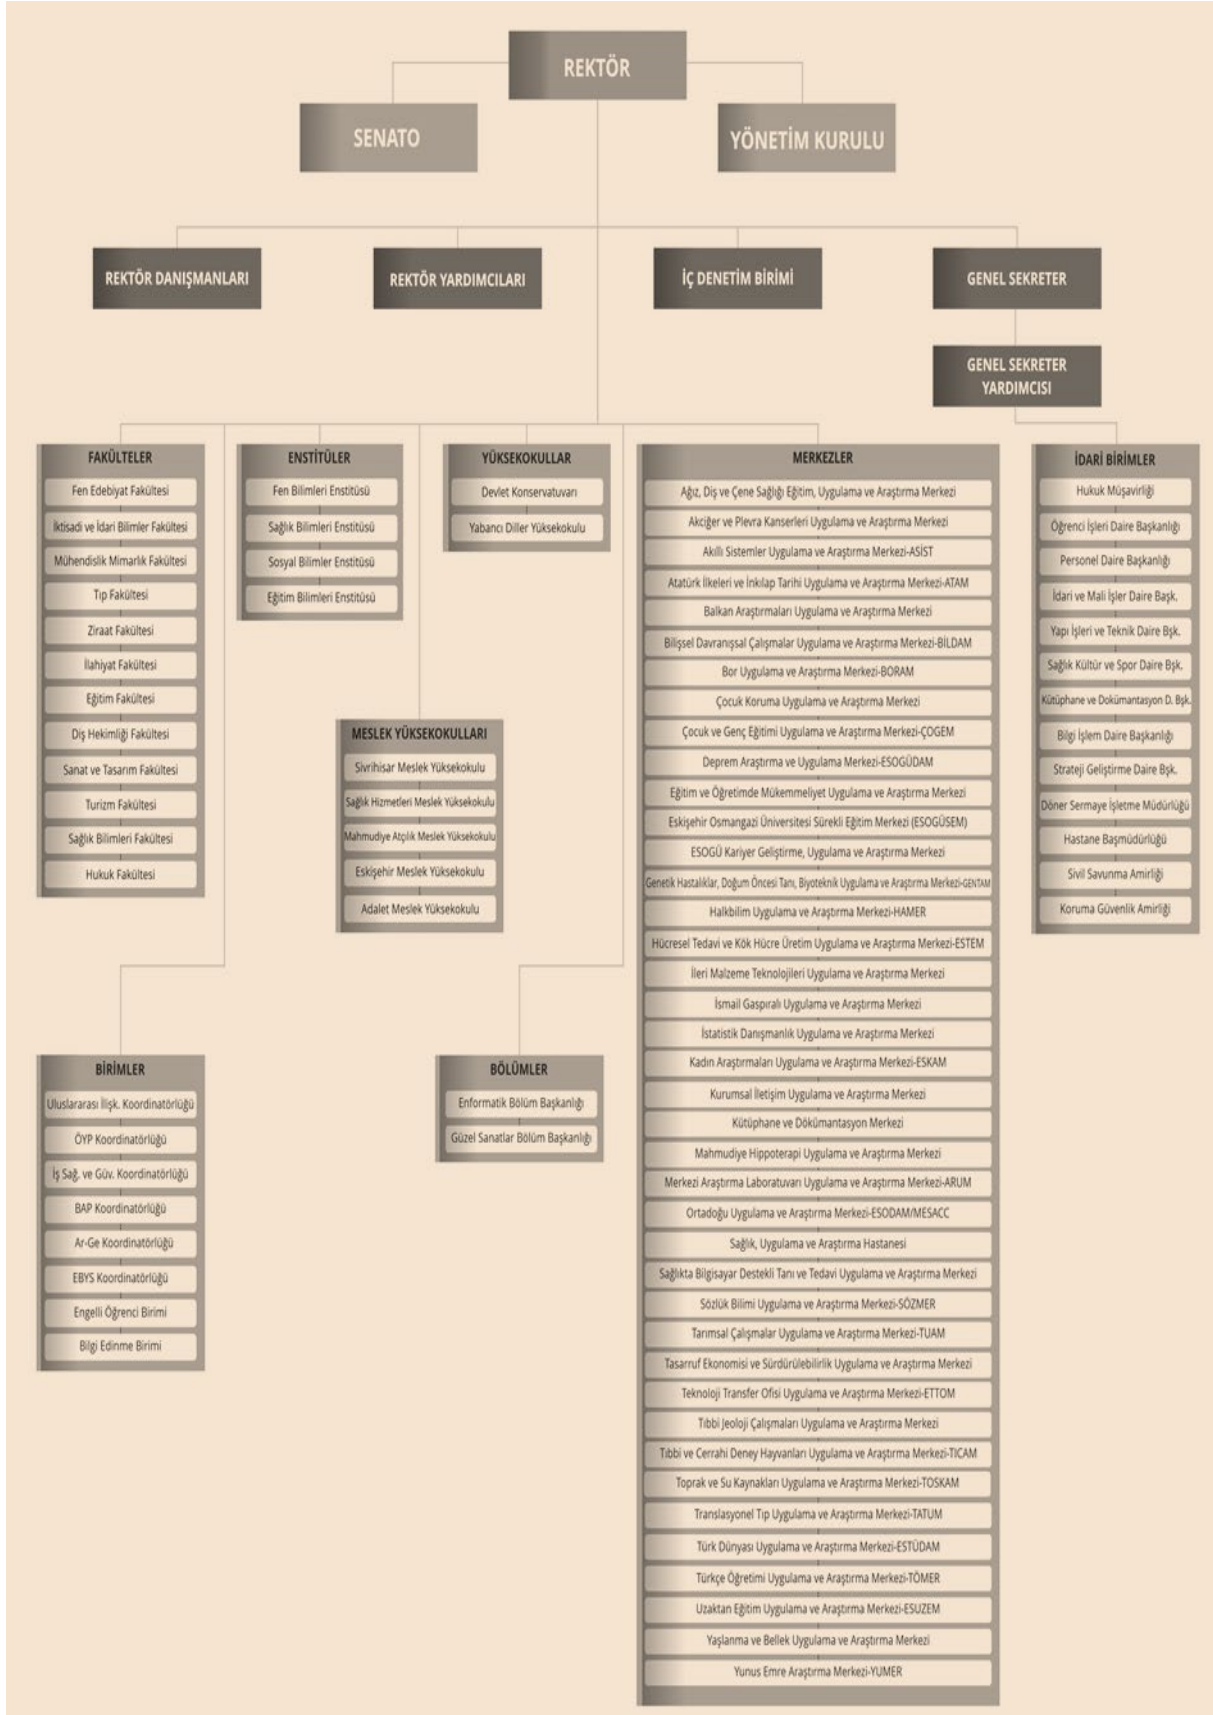 REKTÖR
SENATO
YÖNETİM KURULU
REKTÖR DANIŞMANLARI
REKTÖR YARDIMCILARI
İÇ DENETİM BİRİMİ
GENEL SEKRETER
GENEL SEKRETER
YARDIMCISI
FAKÜLTELER
Fen Edebiyat Fakültesi
İktisadi ve İdari Bilimler Fakültesi
Mühendislik Mimarlık Fakültesi
Tıp Fakültesi
Ziraat Fakültesi
İlahiyat Fakültesi
Eğitim Fakültesi
Diş Hekimliği Fakültesi
Sanat ve Tasarım Fakültesi
Turizm Fakültesi
Sağlık Bilimleri Fakültesi
Hukuk Fakültesi
ENSTİTÜLER
Fen Bilimleri Enstitüsü
Sağlık Bilimleri Enstitüsü
Sosyal Bilimler Enstitüsü
Eğitim Bilimleri Enstitüsü
YÜKSEKOKULLAR
Devlet Konservatuvarı
Yabancı Diller Yüksekokulu
MESLEK YÜKSEKOKULLARI
Sivrihisar Meslek Yüksekokulu
Sağlık Hizmetleri Meslek Yüksekokulu
Mahmudiye Atçılık Meslek Yüksekokulu
Eskişehir Meslek Yüksekokulu
Adalet Meslek Yüksekokulu
MERKEZLER
Ağız, Diş ve Çene Sağlığı Eğitim, Uygulama ve Araştırma Merkezi
Akciğer ve Plevra Kanserleri Uygulama ve Araştırma Merkezi
Akıllı Sistemler Uygulama ve Araştırma Merkezi-ASİST
Atatürk İlkeleri ve İnkılap Tarihi Uygulama ve Araştırma Merkezi-ATAM
Balkan Araştırmaları Uygulama ve Araştırma Merkezi
Bilişsel Davranışsal Çalışmalar Uygulama ve Araştırma Merkezi-BİLDAM
Bor Uygulama ve Araştırma Merkezi-BORAM
Çocuk Koruma Uygulama ve Araştırma Merkezi
Çocuk ve Genç Eğitimi Uygulama ve Araştırma Merkezi-ÇOGEM
Deprem Araştırma ve Uygulama Merkezi-ESOGÜDAM
Eğitim ve Öğretimde Mükemmeliyet Uygulama ve Araştırma Merkezi
Eskişehir Osmangazi Üniversitesi Sürekli Eğitim Merkezi (ESOGÜSEM)
ESOGÜ Kariyer Geliştirme, Uygulama ve Araştırma Merkezi
Genetik Hastalıklar, Doğum Öncesi Tanı, Biyoteknik Uygulama ve Araştırma Merkezi-GENTAM
Halkbilim Uygulama ve Araştırma Merkezi-HAMER
Hücresel Tedavi ve Kök Hücre Üretim Uygulama ve Araştırma Merkezi-ESTEM
İleri Malzeme Teknolojileri Uygulama ve Araştırma Merkezi
İsmail Gaspıralı Uygulama ve Araştırma Merkezi
İstatistik Danışmanlık Uygulama ve Araştırma Merkezi
Kadın Araştırmaları Uygulama ve Araştırma Merkezi-ESKAM
Kurumsal İletişim Uygulama ve Araştırma Merkezi
Kütüphane ve Dökümantasyon Merkezi
Mahmudiye Hippoterapi Uygulama ve Araştırma Merkezi
Merkezi Araştırma Laboratuvarı Uygulama ve Araştırma Merkezi-ARUM
Ortadoğu Uygulama ve Araştırma Merkezi-ESODAM/MESACC
Sağlık, Uygulama ve Araştırma Hastanesi
Sağlıkta Bilgisayar Destekli Tanı ve Tedavi Uygulama ve Araştırma Merkezi
Sözlük Bilimi Uygulama ve Araştırma Merkezi-SÖZMER
Tarımsal Çalışmalar Uygulama ve Araştırma Merkezi-TUAM
Tasarruf Ekonomisi ve Sürdürülebilirlik Uygulama ve Araştırma Merkezi
Teknoloji Transfer Ofisi Uygulama ve Araştırma Merkezi-ETTOM
Tıbbi Jeoloji Çalışmaları Uygulama ve Araştırma Merkezi
Tıbbi ve Cerrahi Deney Hayvanları Uygulama ve Araştırma Merkezi-TICAM
Toprak ve Su Kaynakları Uygulama ve Araştırma Merkezi-TOSKAM
Translasyonel Tıp Uygulama ve Araştırma Merkezi-TATUM
Türk Dünyası Uygulama ve Araştırma Merkezi-ESTÜDAM
Türkçe Öğretimi Uygulama ve Araştırma Merkezi-TÖMER
Uzaktan Eğitim Uygulama ve Araştırma Merkezi-ESUZEM
Yaşlanma ve Bellek Uygulama ve Araştırma Merkezi
Yunus Emre Araştırma Merkezi-YUMER
İDARİ BİRİMLER
Hukuk Müşavirliği
Öğrenci İşleri Daire Başkanlığı
Personel Daire Başkanlığı
İdari ve Mali İşler Daire Başk.
Yapı İşleri ve Teknik Daire Bşk.
Sağlık Kültür ve Spor Daire Bşk.
Kütüphane ve Dokümantasyon D. Bşk.
Bilgi İşlem Daire Başkanlığı
Strateji Geliştirme Daire Bşk.
Döner Sermaye İşletme Müdürlüğü
Hastane Başmüdürlüğü
Sivil Savunma Amirliği
Koruma Güvenlik Amirliği
BİRİMLER
Uluslararası İlişk. Koordinatörlüğü
ÖYP Koordinatörlüğü
İş Sağ. ve Güv. Koordinatörlüğü
BAP Koordinatörlüğü
Ar-Ge Koordinatörlüğü
EBYS Koordinatörlüğü
Engelli Öğrenci Birimi
Bilgi Edinme Birimi
BÖLÜMLER
Enformatik Bölüm Başkanlığı
Güzel Sanatlar Bölüm Başkanlığı